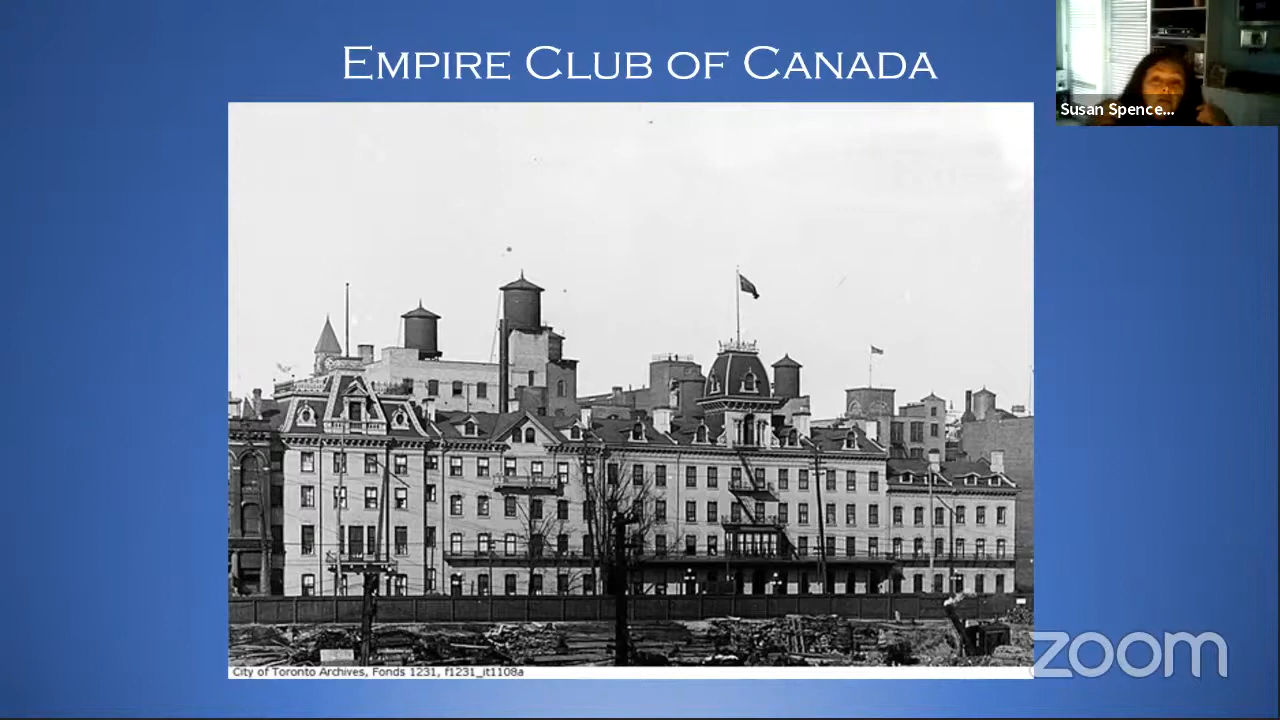 EMPIRE CLUB OF CANADA
Susan Spence...
City of Toronto Archives, Fonds 1231, f1231_it1108a
zoom